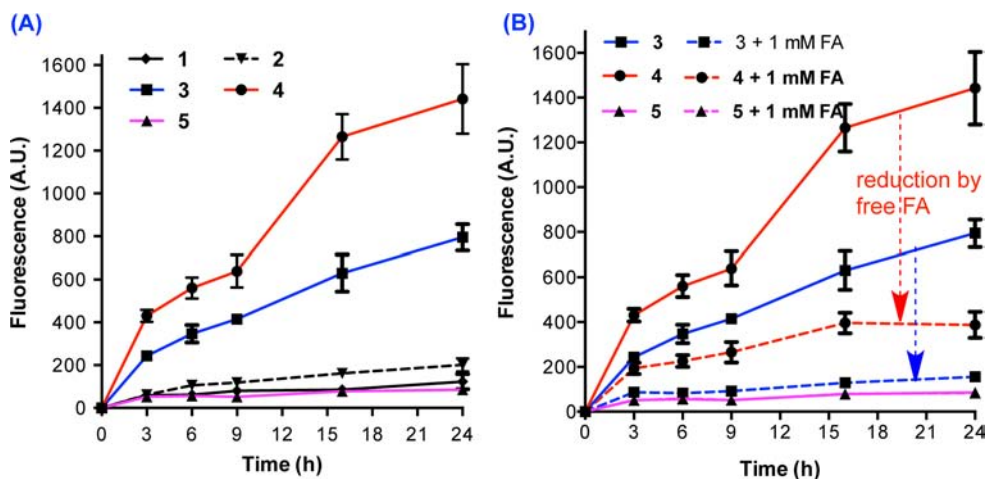 (A)
1 2
3 4
5
Fluorescence (A.U.)
1600
1400
1200
1000
800
600
400
200
0
0 3 6 9 12 15 18 21 24
Time (h)
(B)
3 3 + 1 mM FA
4 4 + 1 mM FA
5 5 + 1 mM FA
reduction by
free FA
Fluorescence (A.U.)
1600
1400
1200
1000
800
600
400
200
0
0 3 6 9 12 15 18 21 24
Time (h)